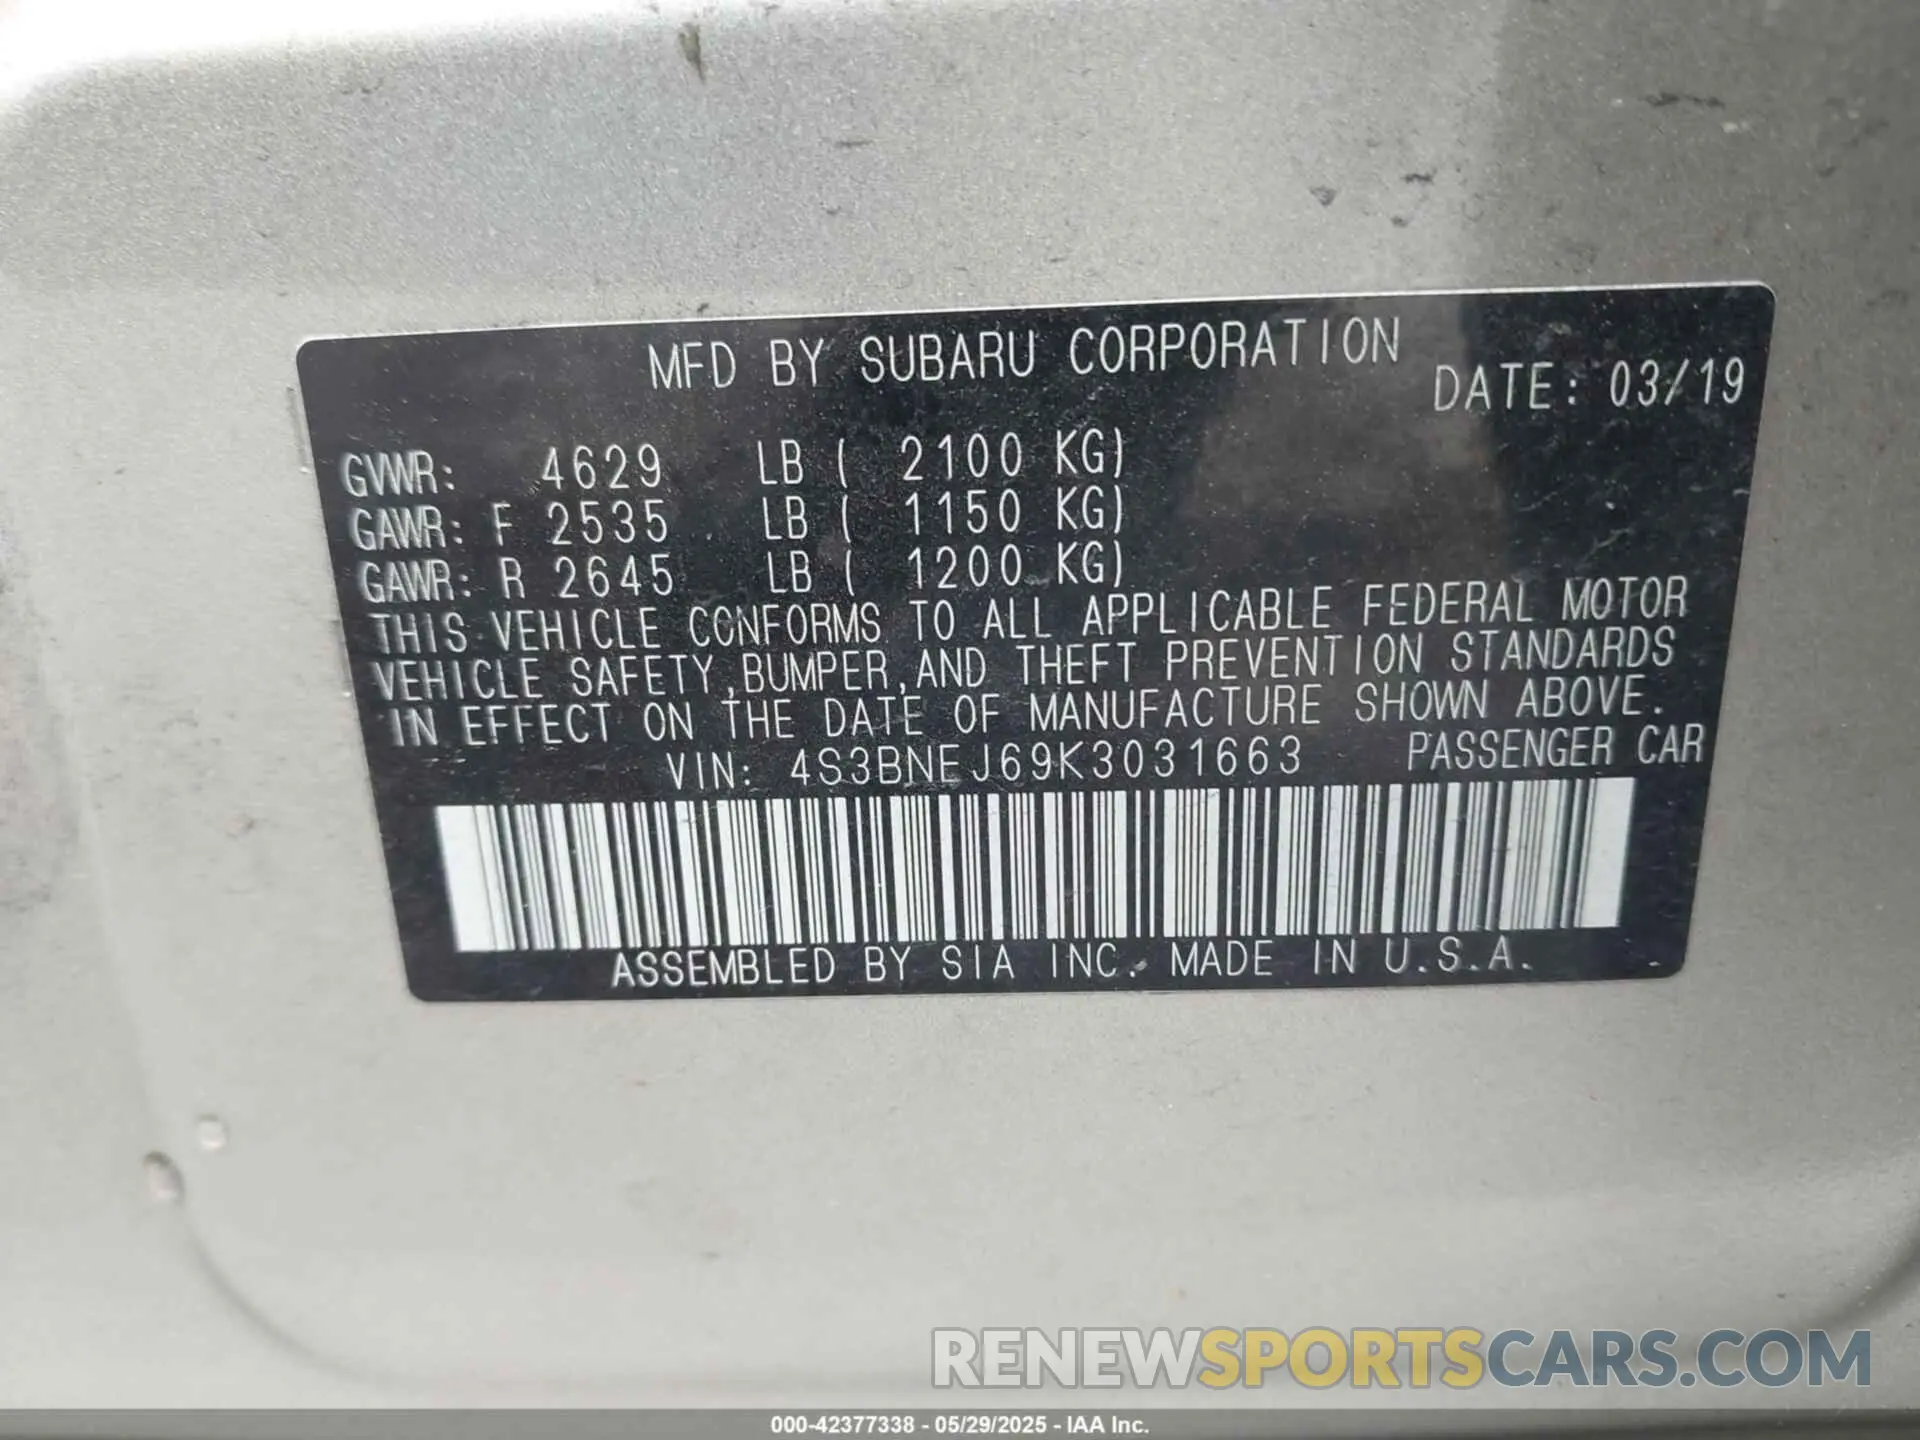 MFD BY SUBARU CORPORATION
DATE: 03/19
GVWR: 4629 LB ( 2100 KG)
GAWR: F 2535 LB ( 1150 KG)
GAWR: R 2645 LB ( 1200 KG)
THIS VEHICLE CONFORMS TO ALL APPLICABLE FEDERAL MOTOR
VEHICLE SAFETY,BUMPER,AND THEFT PREVENTION STANDARDS
IN EFFECT ON THE DATE OF MANUFACTURE SHOWN ABOVE.
VIN: 4S3BNEJ69K3031663 PASSENGER CAR
ASSEMBLED BY SIA INC. MADE IN U.S.A.
RENEWSPORTSCARS.COM
000-42377338 - 05/29/2025 - IAA Inc.